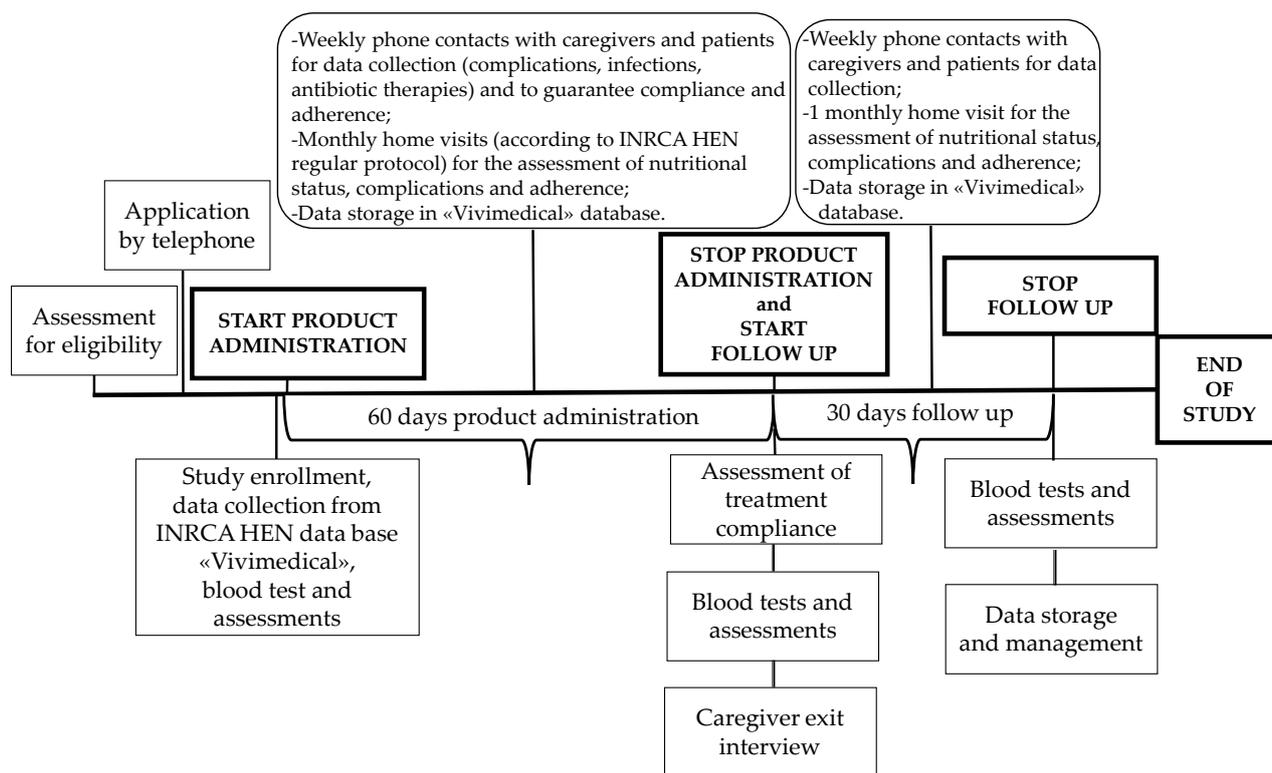 -Weekly phone contacts with caregivers and patients
for data collection (complications, infections,
antibiotic therapies) and to guarantee compliance and
adherence;
-Monthly home visits (according to INRCA HEN
regular protocol) for the assessment of nutritional
status, complications and adherence;
-Data storage in «Vivimedical» database.
-Weekly phone contacts with
caregivers and patients for data
collection;
-1 monthly home visit for the
assessment of nutritional status,
complications and adherence;
-Data storage in «Vivimedical»
database.
Application
by telephone
Assessment
for eligibility
START PRODUCT
ADMINISTRATION
STOP PRODUCT
ADMINISTRATION
and
START
FOLLOW UP
STOP
FOLLOW UP
END
OF
STUDY
60 days product administration
30 days follow up
Study enrollment,
data collection from
INRCA HEN data base
«Vivimedical»,
blood test and
assessments
Assessment of
treatment
compliance
Blood tests and
assessments
Caregiver exit
interview
Blood tests and
assessments
Data storage
and management